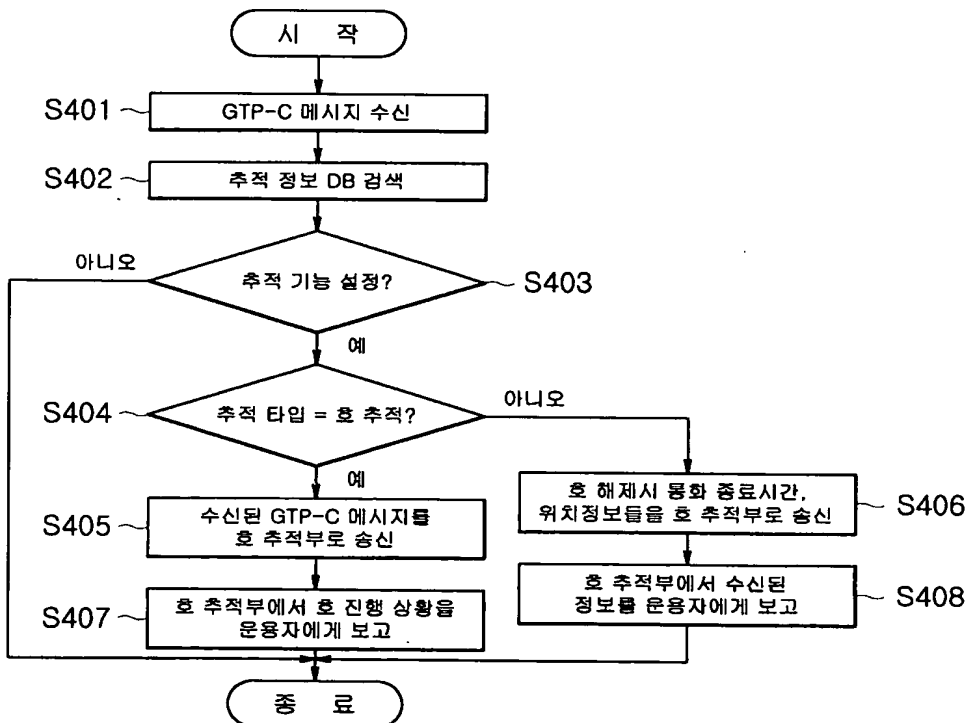 시 작
S401
GTP-C 메시지 수신
S402
추적 정보 DB 검색
아니오
추적 기능 설정?
S403
예
S404
추적 타입 = 호 추적?
아니오
예
S405
수신된 GTP-C 메시지를
호 추적부로 송신
호 해제시 통화 종료시간,
위치정보들을 호 추적부로 송신
S406
S407
호 추적부에서 호 진행 상황을
운용자에게 보고
호 추적부에서 수신된
정보를 운용자에게 보고
S408
종 료